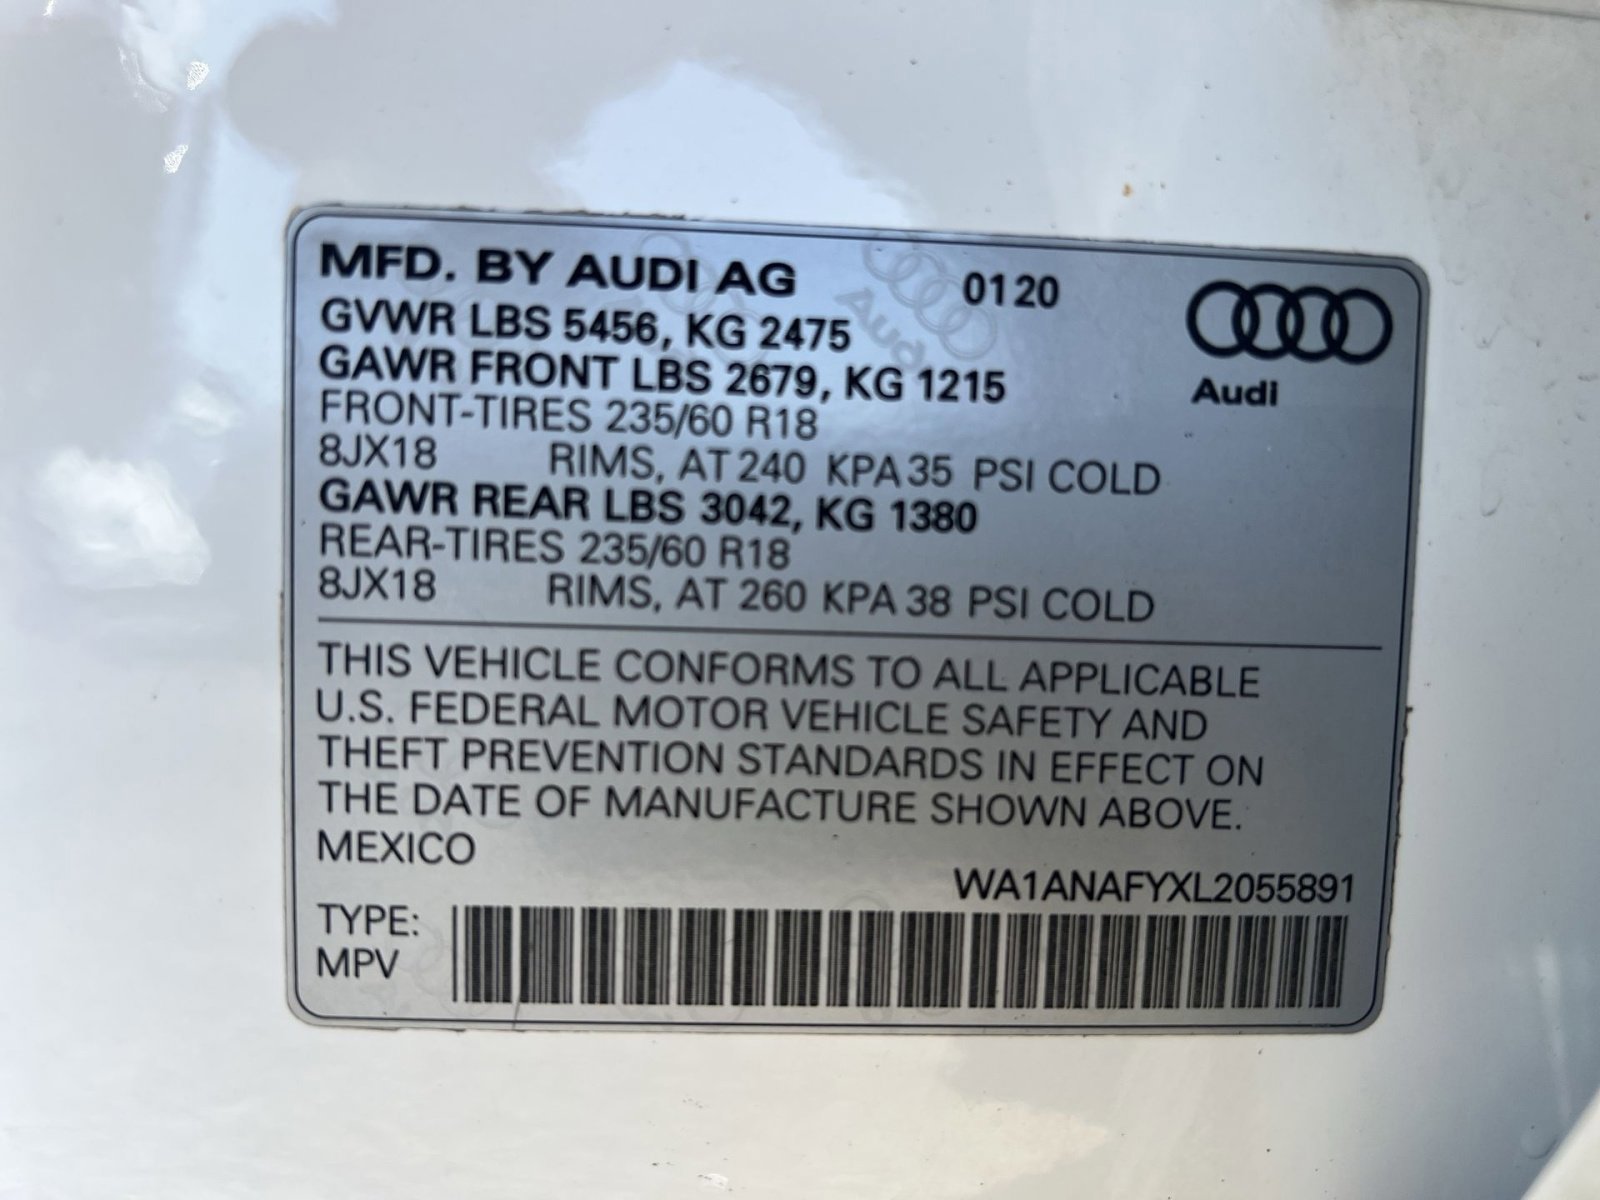 MFD. BY AUDI AG 0120
GVWR LBS 5456, KG 2475
GAWR FRONT LBS 2679, KG 1215
Audi
FRONT-TIRES 235/60 R18
8JX18 RIMS, AT 240 KPA 35 PSI COLD
GAWR REAR LBS 3042, KG 1380
REAR-TIRES 235/60 R18
8JX18 RIMS, AT 260 KPA 38 PSI COLD
THIS VEHICLE CONFORMS TO ALL APPLICABLE
U.S. FEDERAL MOTOR VEHICLE SAFETY AND
THEFT PREVENTION STANDARDS IN EFFECT ON
THE DATE OF MANUFACTURE SHOWN ABOVE.
MEXICO
WA1ANAFYXL2055891
TYPE:
MPV